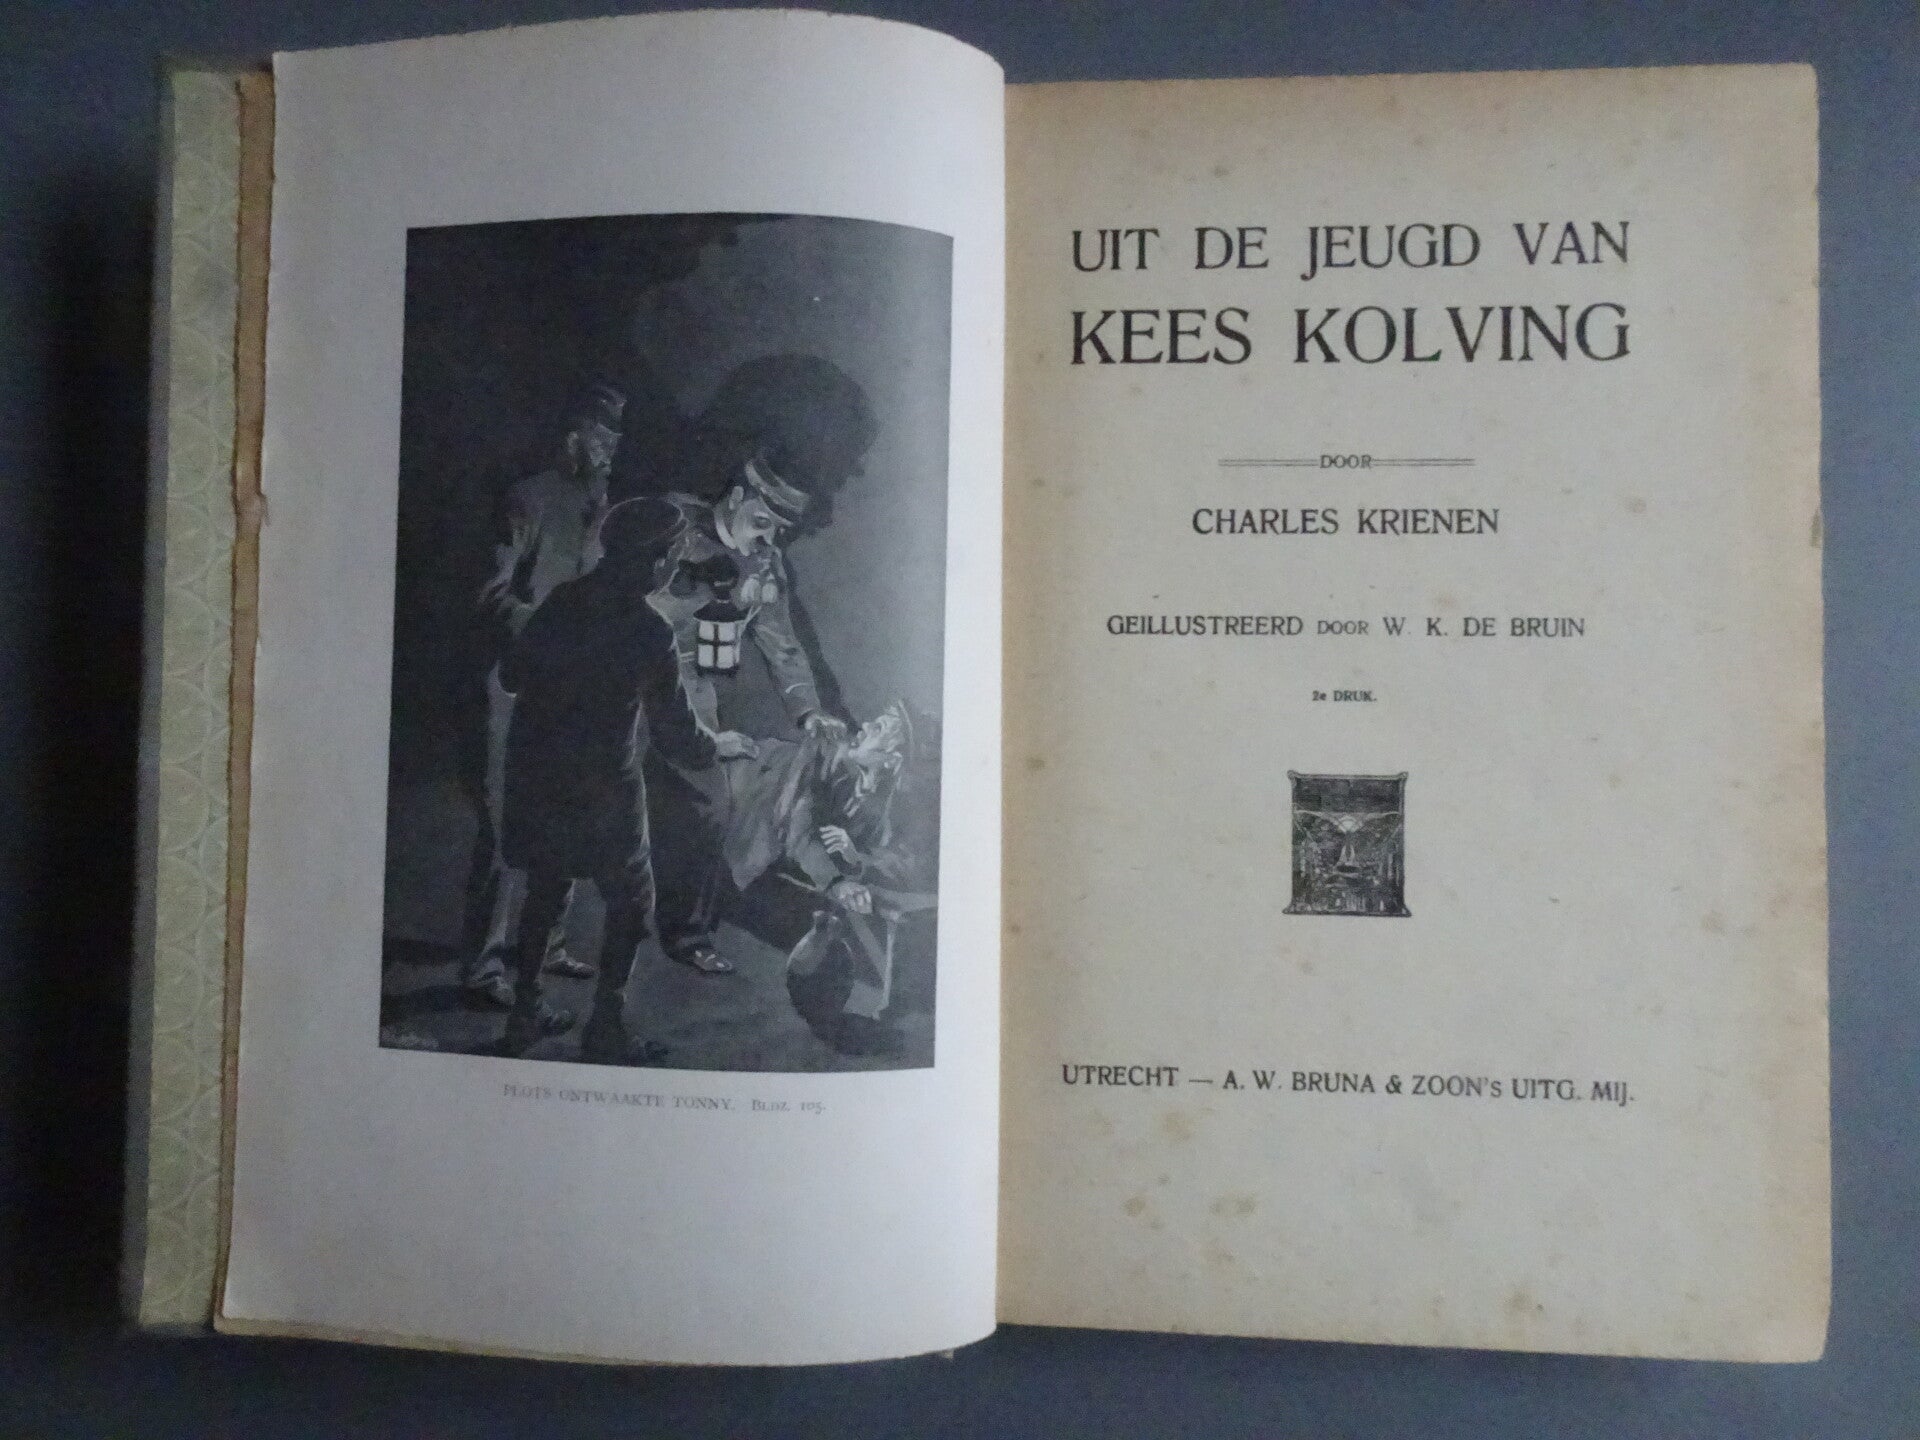 PLOTS ONTWAAKTE TONNY. BLDZ. 105.
UIT DE JEUGD VAN
KEES KOLVING
DOOR
CHARLES KRIENEN
GEILLUSTREERD DOOR W. K. DE BRUIN
2e DRUK.
UTRECHT — A. W. BRUNA & ZOON'S UITG. MIJ.